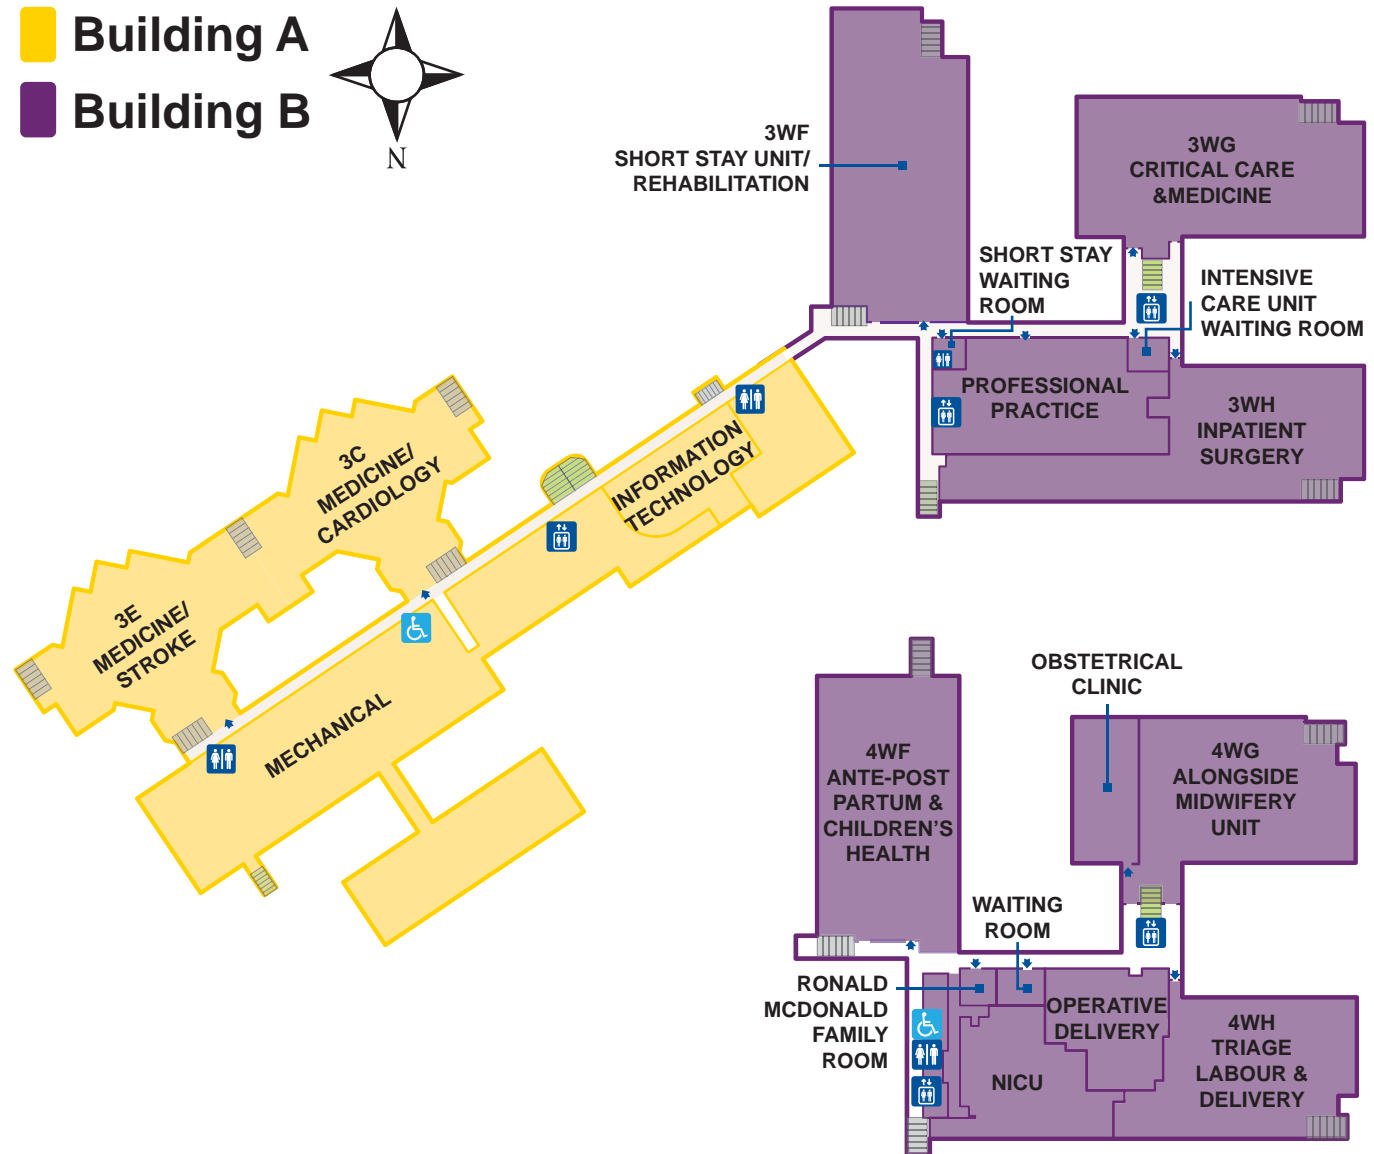 Building A
Building B
N
3WF
SHORT STAY UNIT/
REHABILITATION
3WG
CRITICAL CARE
&MEDICINE
SHORT STAY
WAITING
ROOM
INTENSIVE
CARE UNIT
WAITING ROOM
PROFESSIONAL
PRACTICE
3WH
INPATIENT
SURGERY
INFORMATION
TECHNOLOGY
3C
MEDICINE/
CARDIOLOGY
3E
MEDICINE/
STROKE
MECHANICAL
OBSTETRICAL
CLINIC
4WF
ANTE-POST
PARTUM &
CHILDREN'S
HEALTH
4WG
ALONGSIDE
MIDWIFERY
UNIT
WAITING
ROOM
RONALD
MCDONALD
FAMILY
ROOM
OPERATIVE
DELIVERY
NICU
4WH
TRIAGE
LABOUR &
DELIVERY